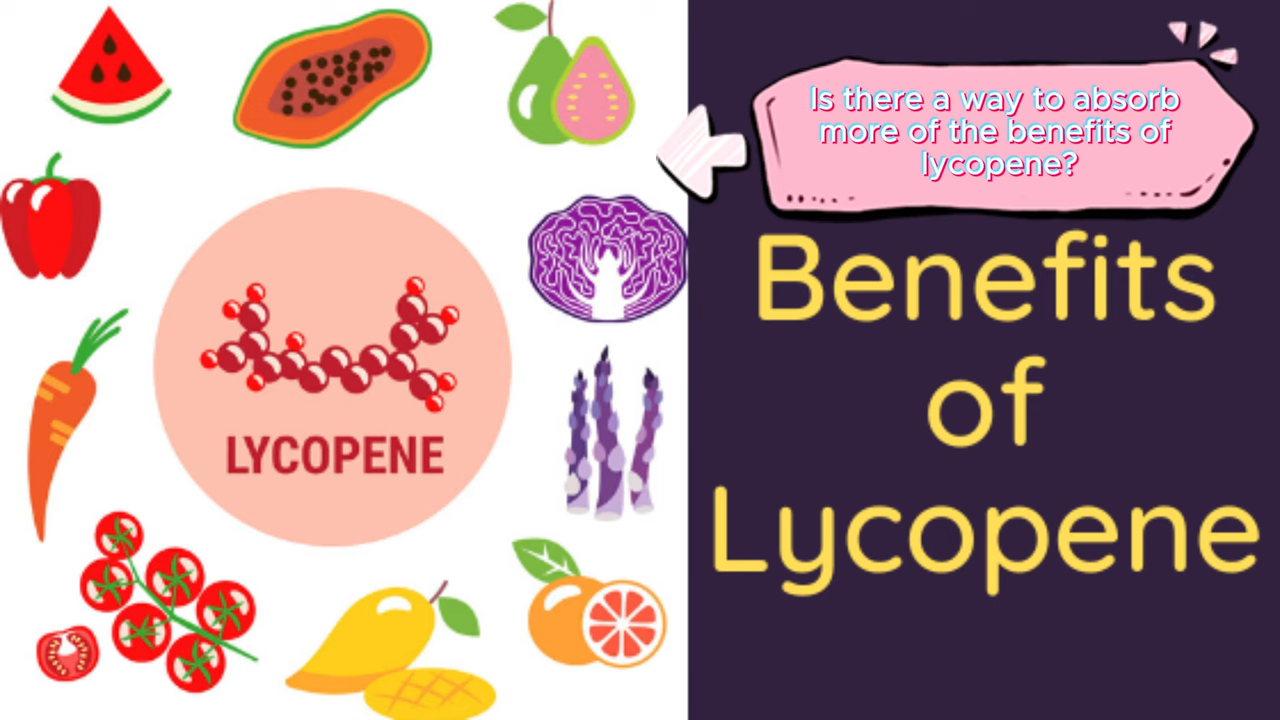 LYCOPENE
Is there a way to absorb
more of the benefits of
lycopene?
Benefits
of
Lycopene